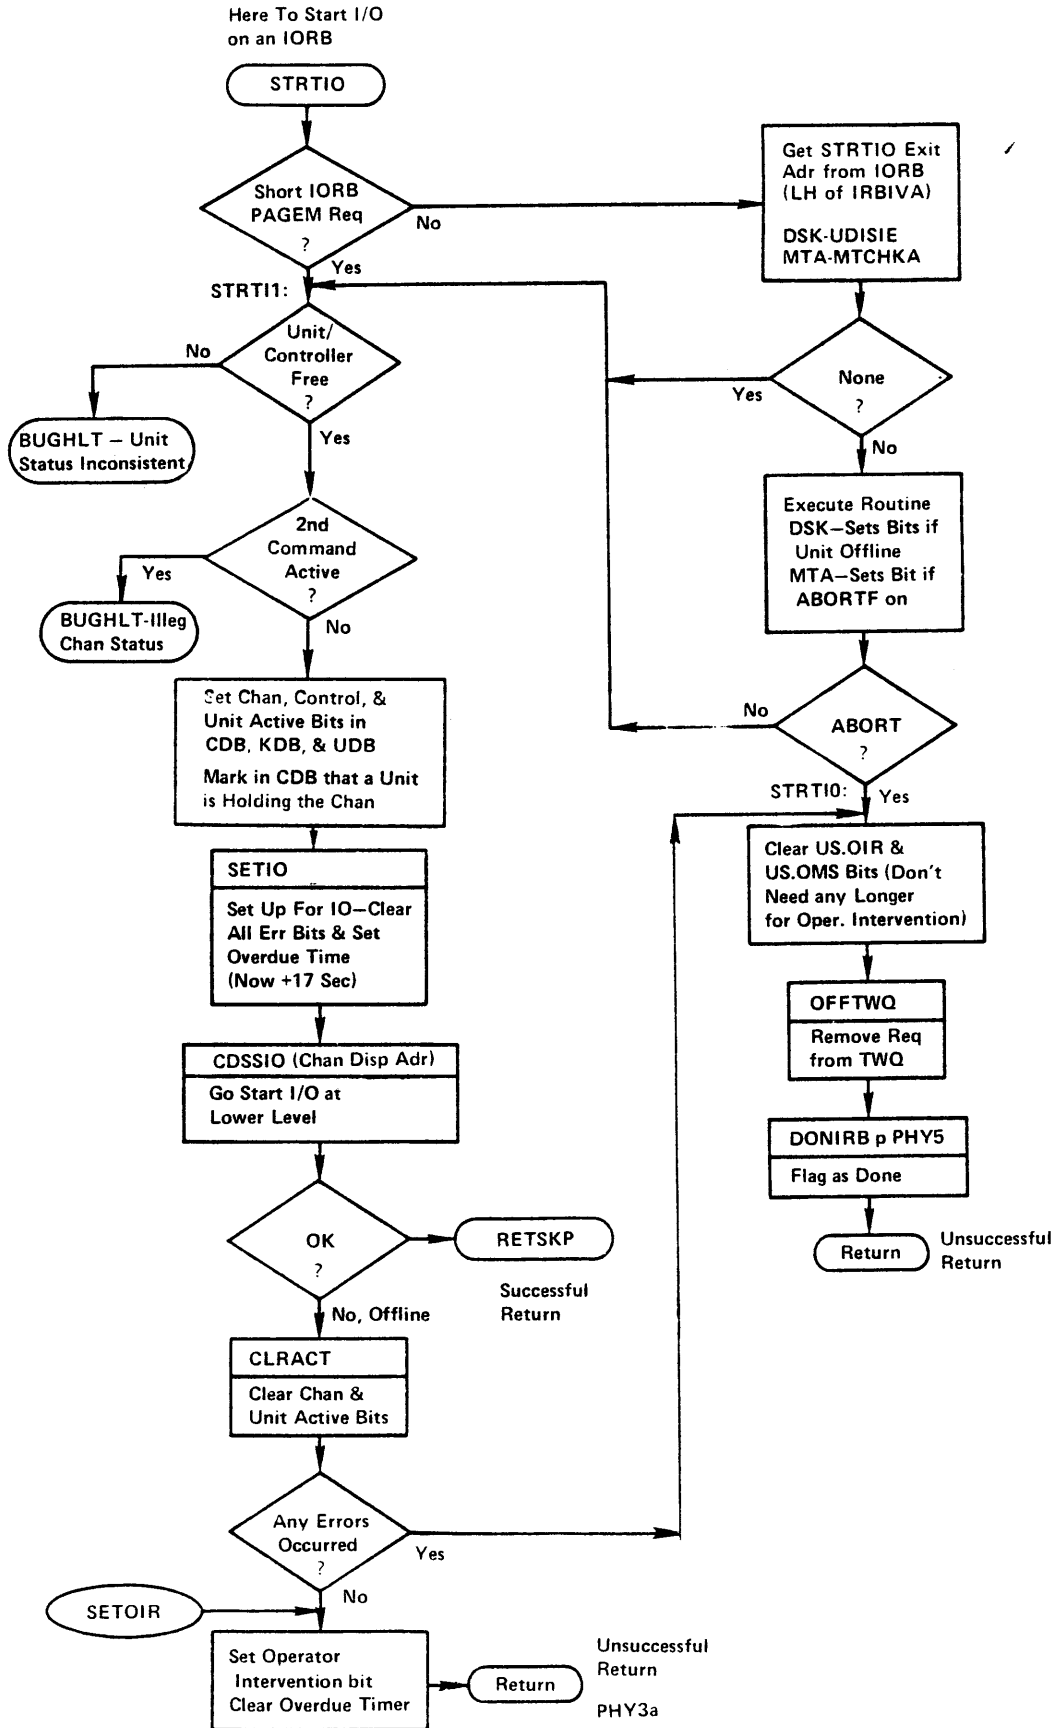 Here To Start I/O
on an IORB
STRTIO
Short IORB
PAGEM Req
?
No
Yes
Get STRTIO Exit
Adr from IORB
(LH of IRBIVA)
DSK-UDISIE
MTA-MTCHKA
STRTI1:
Unit/
Controller
Free
?
No
Yes
BUGHLT – Unit
Status Inconsistent
None
?
Yes
No
2nd
Command
Active
?
Yes
No
BUGHLT-Illeg
Chan Status
Execute Routine
DSK–Sets Bits if
Unit Offline
MTA–Sets Bit if
ABORTF on
Set Chan, Control, &
Unit Active Bits in
CDB, KDB, & UDB
Mark in CDB that a Unit
is Holding the Chan
ABORT
?
No
Yes
STRTI0:
Clear US.OIR &
US.OMS Bits (Don't
Need any Longer
for Oper. Intervention)
SETIO
Set Up For IO–Clear
All Err Bits & Set
Overdue Time
(Now +17 Sec)
OFFTWQ
Remove Req
from TWQ
CDSSIO (Chan Disp Adr)
Go Start I/O at
Lower Level
DONIRB p PHY5
Flag as Done
Return
Unsuccessful
Return
OK
?
RETSKP
Successful
Return
No, Offline
CLRACT
Clear Chan &
Unit Active Bits
Any Errors
Occurred
?
Yes
No
SETOIR
Set Operator
Intervention bit
Clear Overdue Timer
Return
Unsuccessful
Return
PHY3a